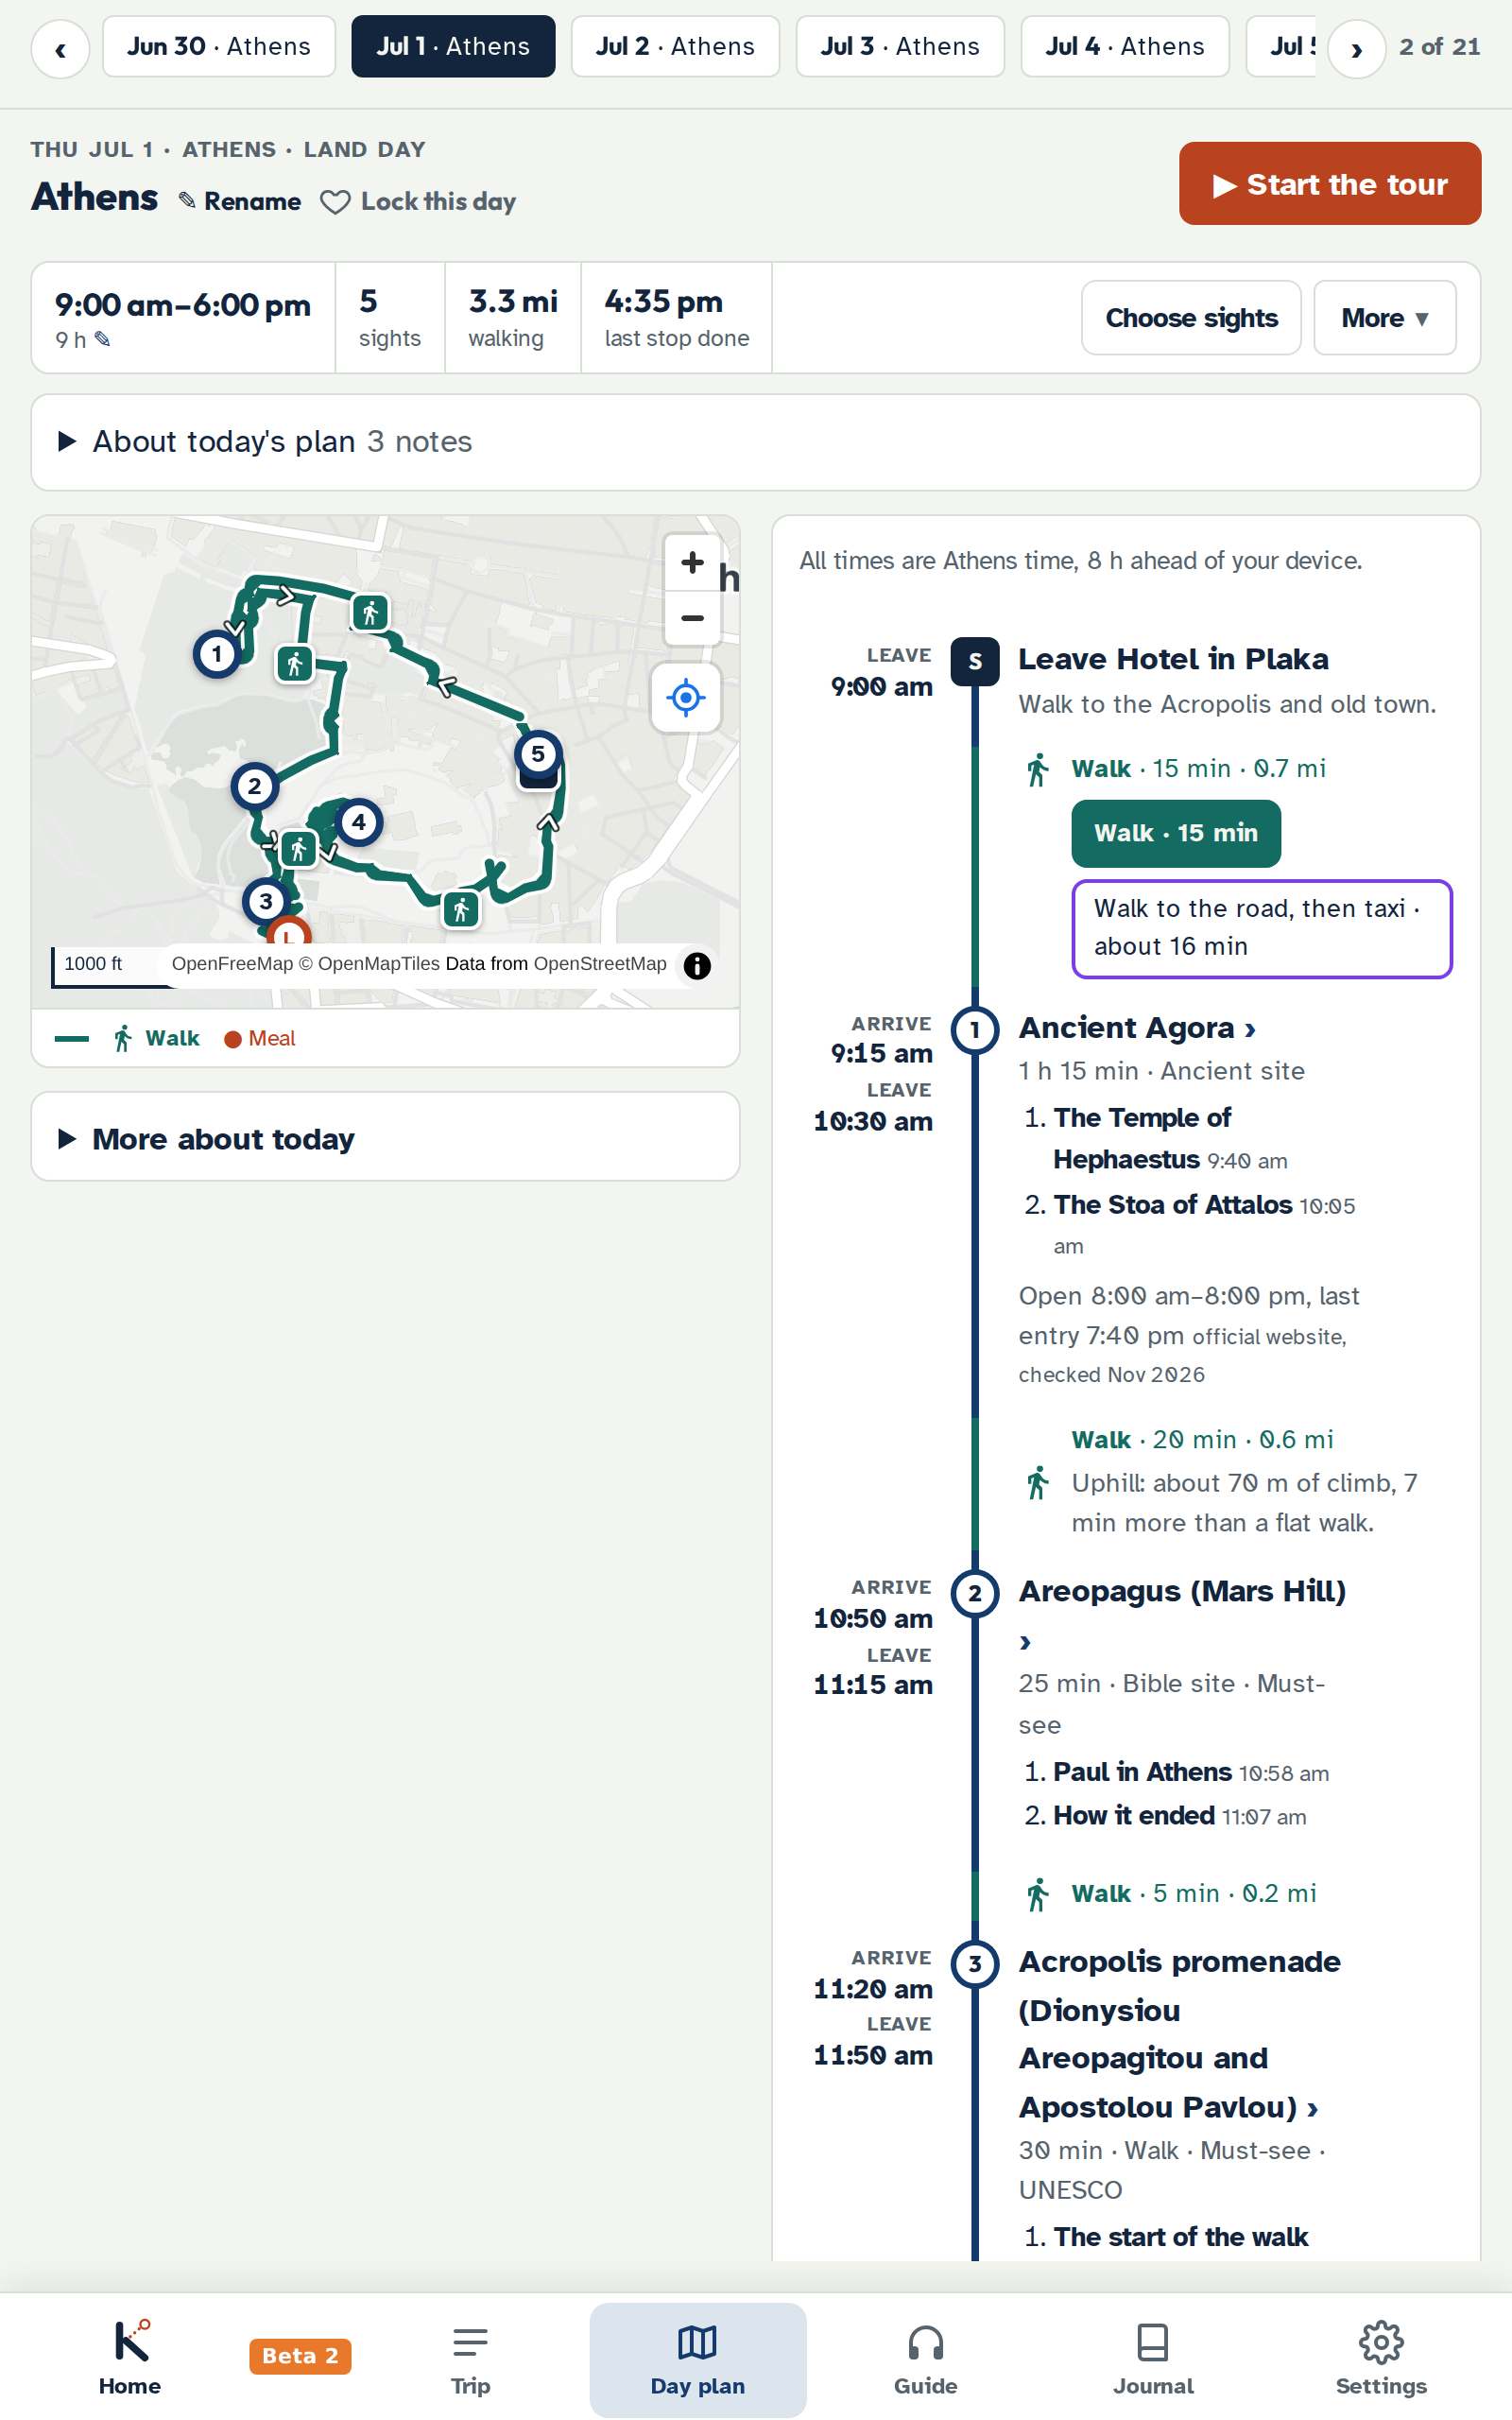 ‹
Jun 30 · Athens
Jul 1 · Athens
Jul 2 · Athens
Jul 3 · Athens
Jul 4 · Athens
Jul 5
›
2 of 21
THU JUL 1 · ATHENS · LAND DAY
Athens ✎ Rename Lock this day
▶ Start the tour
9:00 am–6:00 pm
9 h ✎
5
sights
3.3 mi
walking
4:35 pm
last stop done
Choose sights
More ▼
▶ About today's plan 3 notes
h
+
−
1
2
3
4
5
L
1000 ft
OpenFreeMap © OpenMapTiles Data from OpenStreetMap
Walk
Meal
▶ More about today
All times are Athens time, 8 h ahead of your device.
LEAVE
9:00 am
S
Leave Hotel in Plaka
Walk to the Acropolis and old town.
Walk · 15 min · 0.7 mi
Walk · 15 min
Walk to the road, then taxi ·
about 16 min
ARRIVE
9:15 am
LEAVE
10:30 am
1
Ancient Agora ›
1 h 15 min · Ancient site
1. The Temple of
Hephaestus 9:40 am
2. The Stoa of Attalos 10:05
am
Open 8:00 am–8:00 pm, last
entry 7:40 pm official website,
checked Nov 2026
Walk · 20 min · 0.6 mi
Uphill: about 70 m of climb, 7
min more than a flat walk.
ARRIVE
10:50 am
LEAVE
11:15 am
2
Areopagus (Mars Hill)
›
25 min · Bible site · Must-
see
1. Paul in Athens 10:58 am
2. How it ended 11:07 am
Walk · 5 min · 0.2 mi
ARRIVE
11:20 am
LEAVE
11:50 am
3
Acropolis promenade
(Dionysiou
Areopagitou and
Apostolou Pavlou) ›
30 min · Walk · Must-see ·
UNESCO
1. The start of the walk
Home
Beta 2
Trip
Day plan
Guide
Journal
Settings